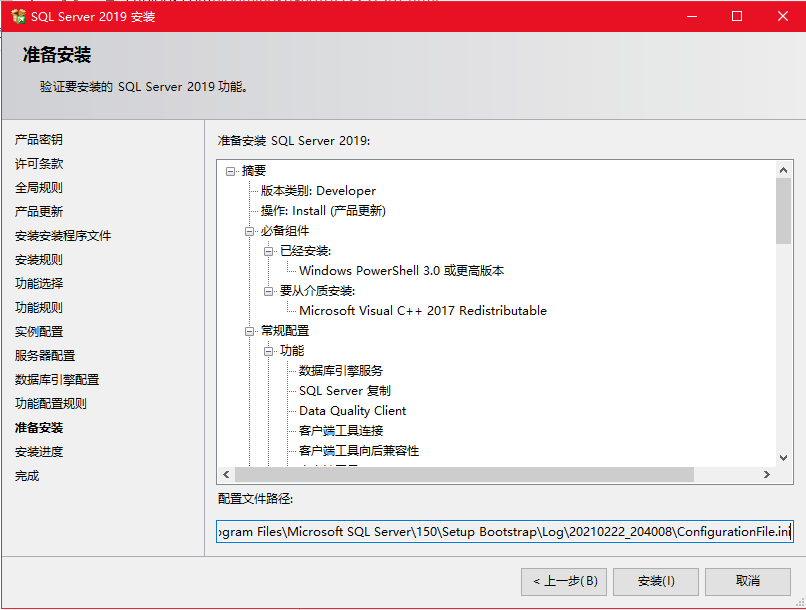 SQL Server 2019 安装
准备安装
验证要安装的 SQL Server 2019 功能。
产品密钥
许可条款
全局规则
产品更新
安装安装程序文件
安装规则
功能选择
功能规则
实例配置
服务器配置
数据库引擎配置
功能配置规则
准备安装
安装进度
完成
准备安装 SQL Server 2019:
摘要
版本类别: Developer
操作: Install (产品更新)
必备组件
已经安装:
Windows PowerShell 3.0 或更高版本
要从介质安装:
Microsoft Visual C++ 2017 Redistributable
常规配置
功能
数据库引擎服务
SQL Server 复制
Data Quality Client
客户端工具连接
客户端工具向后兼容性
配置文件路径:
ogram Files\Microsoft SQL Server\150\Setup Bootstrap\Log\20210222_204008\ConfigurationFile.ini
< 上一步(B)
安装(I)
取消